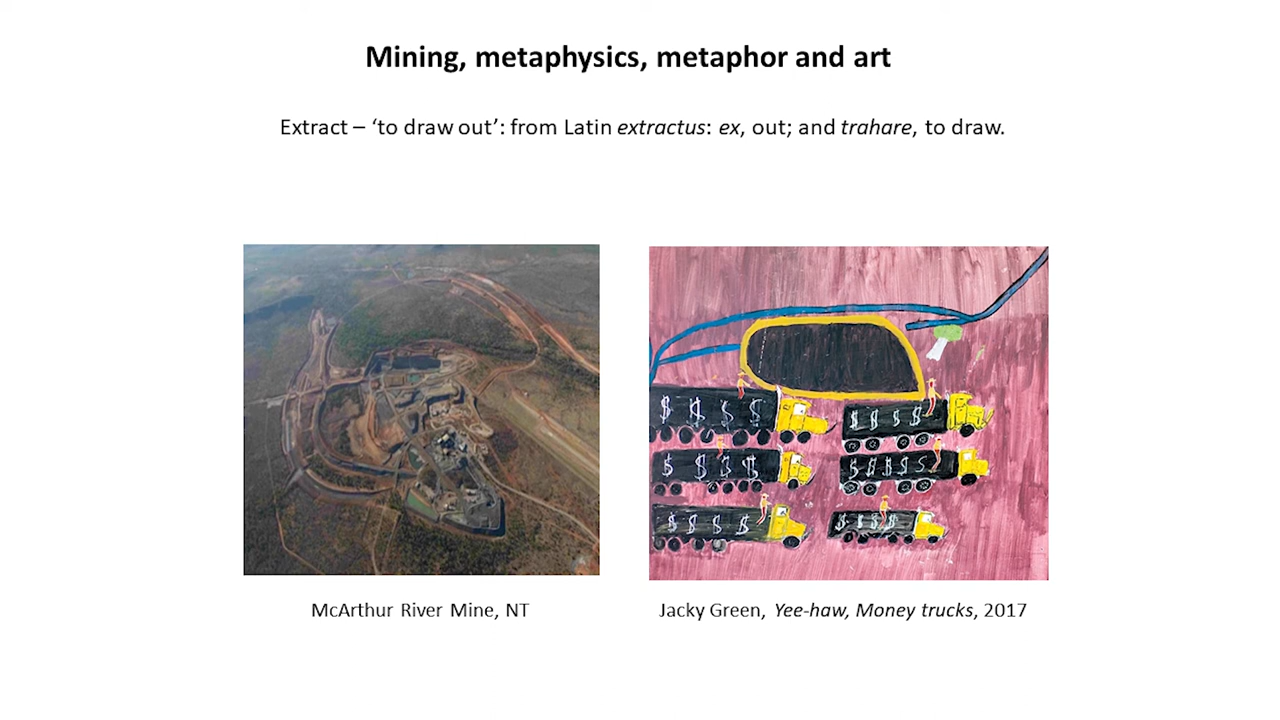 Mining, metaphysics, metaphor and art
Extract – ‘to draw out’: from Latin extractus: ex, out; and trahare, to draw.
$ $ $ $
$ $ $ $
$ $ $ $
$ $ $ $ $
$ $ $ $
$ $ $ $
McArthur River Mine, NT
Jacky Green, Yee-haw, Money trucks, 2017